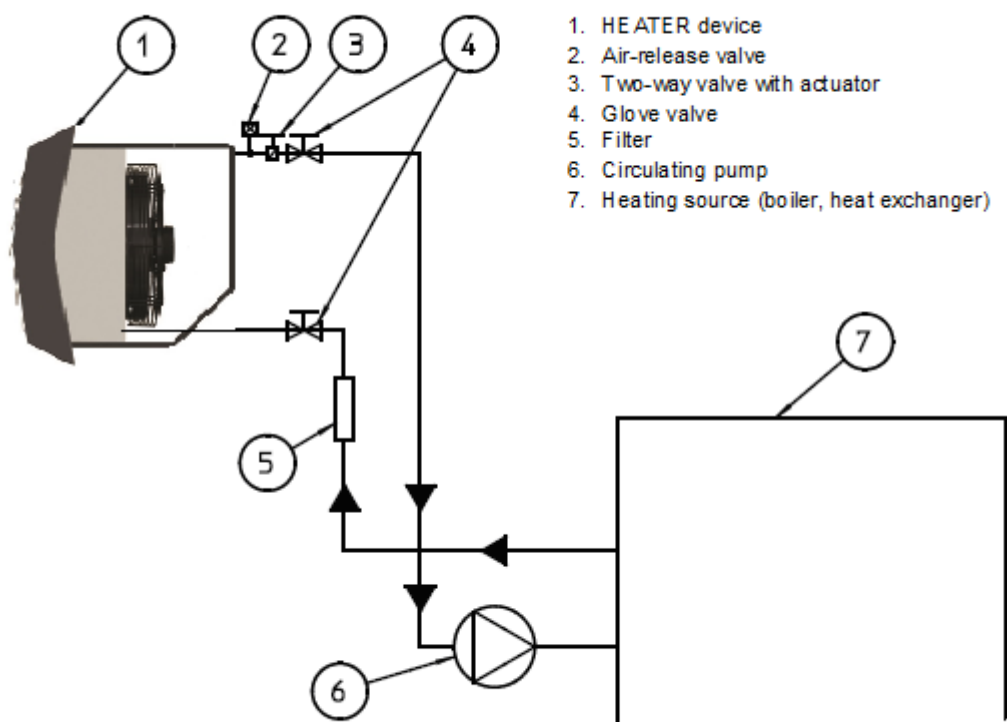 1
2
3
4
1. HEATER device
2. Air-release valve
3. Two-way valve with actuator
4. Glove valve
5. Filter
6. Circulating pump
7. Heating source (boiler, heat exchanger)
7
5
6